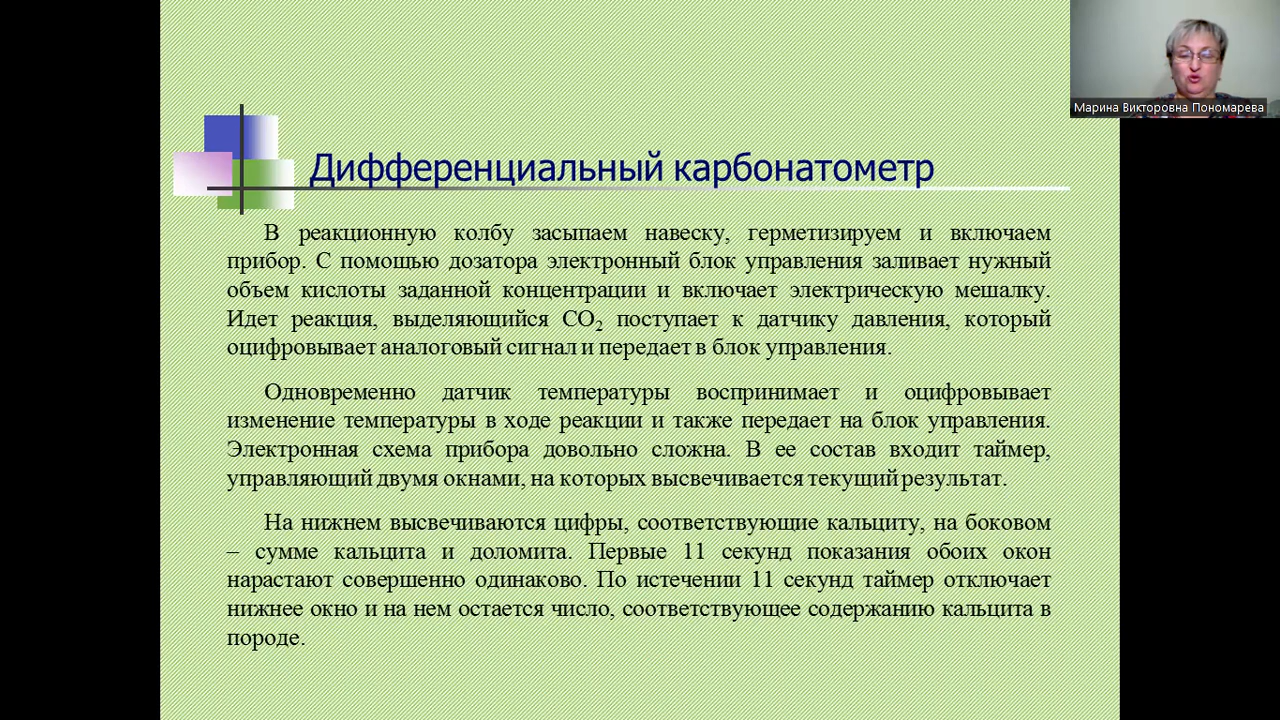 Марина Викторовна Пономарева
Дифференциальный карбонатометр
В реакционную колбу засыпаем навеску, герметизируем и включаем
прибор. С помощью дозатора электронный блок управления заливает нужный
объем кислоты заданной концентрации и включает электрическую мешалку.
Идет реакция, выделяющийся CO₂ поступает к датчику давления, который
оцифровывает аналоговый сигнал и передает в блок управления.
Одновременно датчик температуры воспринимает и оцифровывает
изменение температуры в ходе реакции и также передает на блок управления.
Электронная схема прибора довольно сложна. В ее состав входит таймер,
управляющий двумя окнами, на которых высвечивается текущий результат.
На нижнем высвечиваются цифры, соответствующие кальциту, на боковом
– сумме кальцита и доломита. Первые 11 секунд показания обоих окон
нарастают совершенно одинаково. По истечении 11 секунд таймер отключает
нижнее окно и на нем остается число, соответствующее содержанию кальцита в
породе.